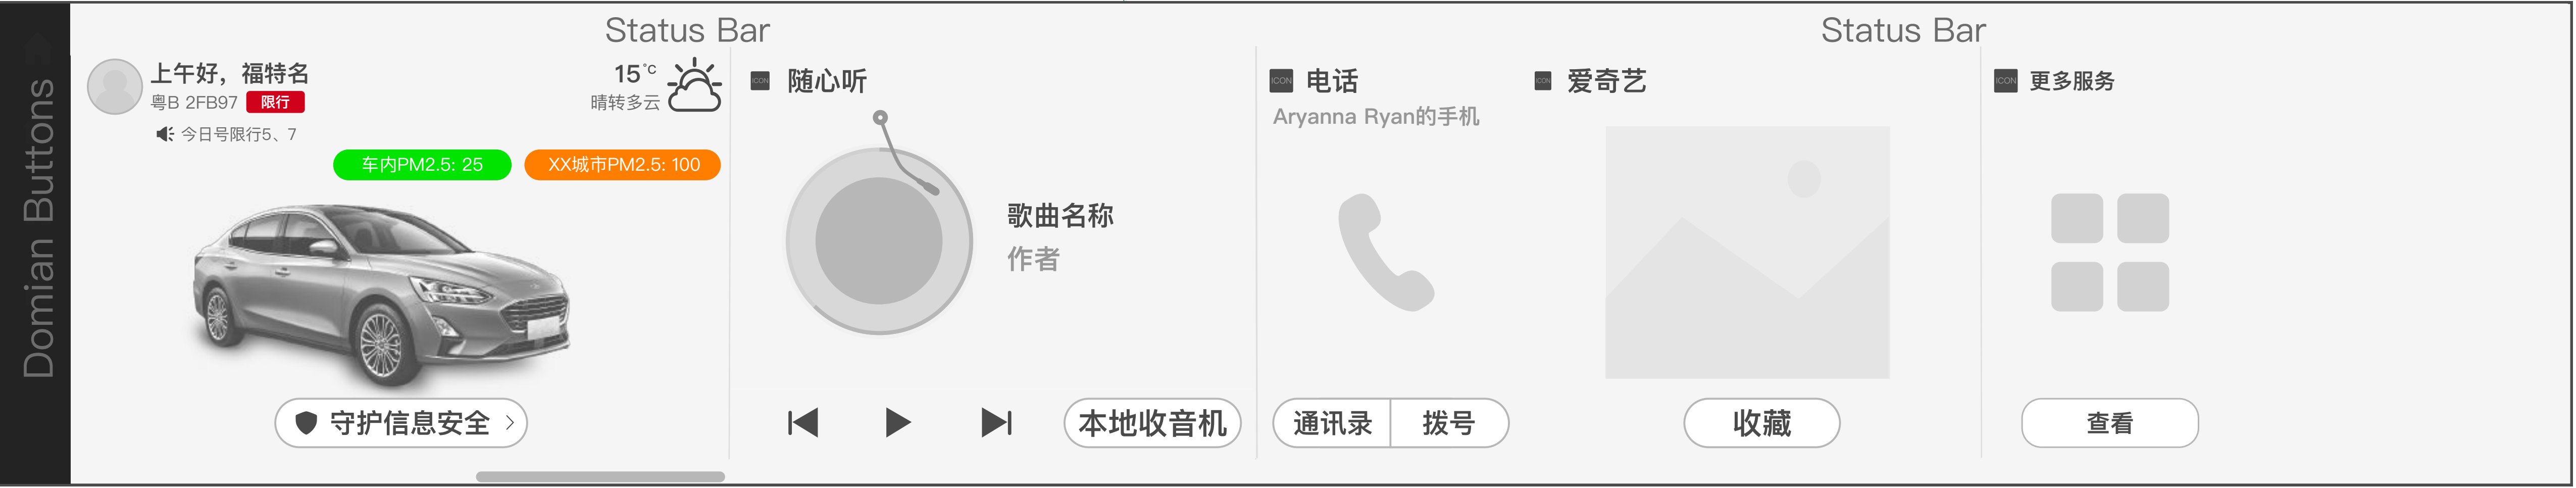 Status Bar
Status Bar
Domian Buttons
上午好，福特名
粤B 2FB97 限行
今日号限行5、7
15°C
晴转多云
车内PM2.5: 25
XX城市PM2.5: 100
守护信息安全
ICON 随心听
歌曲名称
作者
本地收音机
ICON 电话
Aryanna Ryan的手机
通讯录
拨号
ICON 爱奇艺
收藏
ICON 更多服务
查看